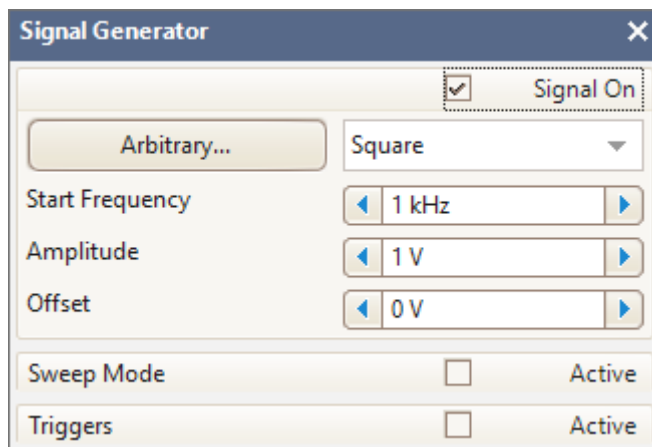 Signal Generator
Signal On
Arbitrary... Square
Start Frequency 1 kHz
Amplitude 1 V
Offset 0 V
Sweep Mode Active
Triggers Active